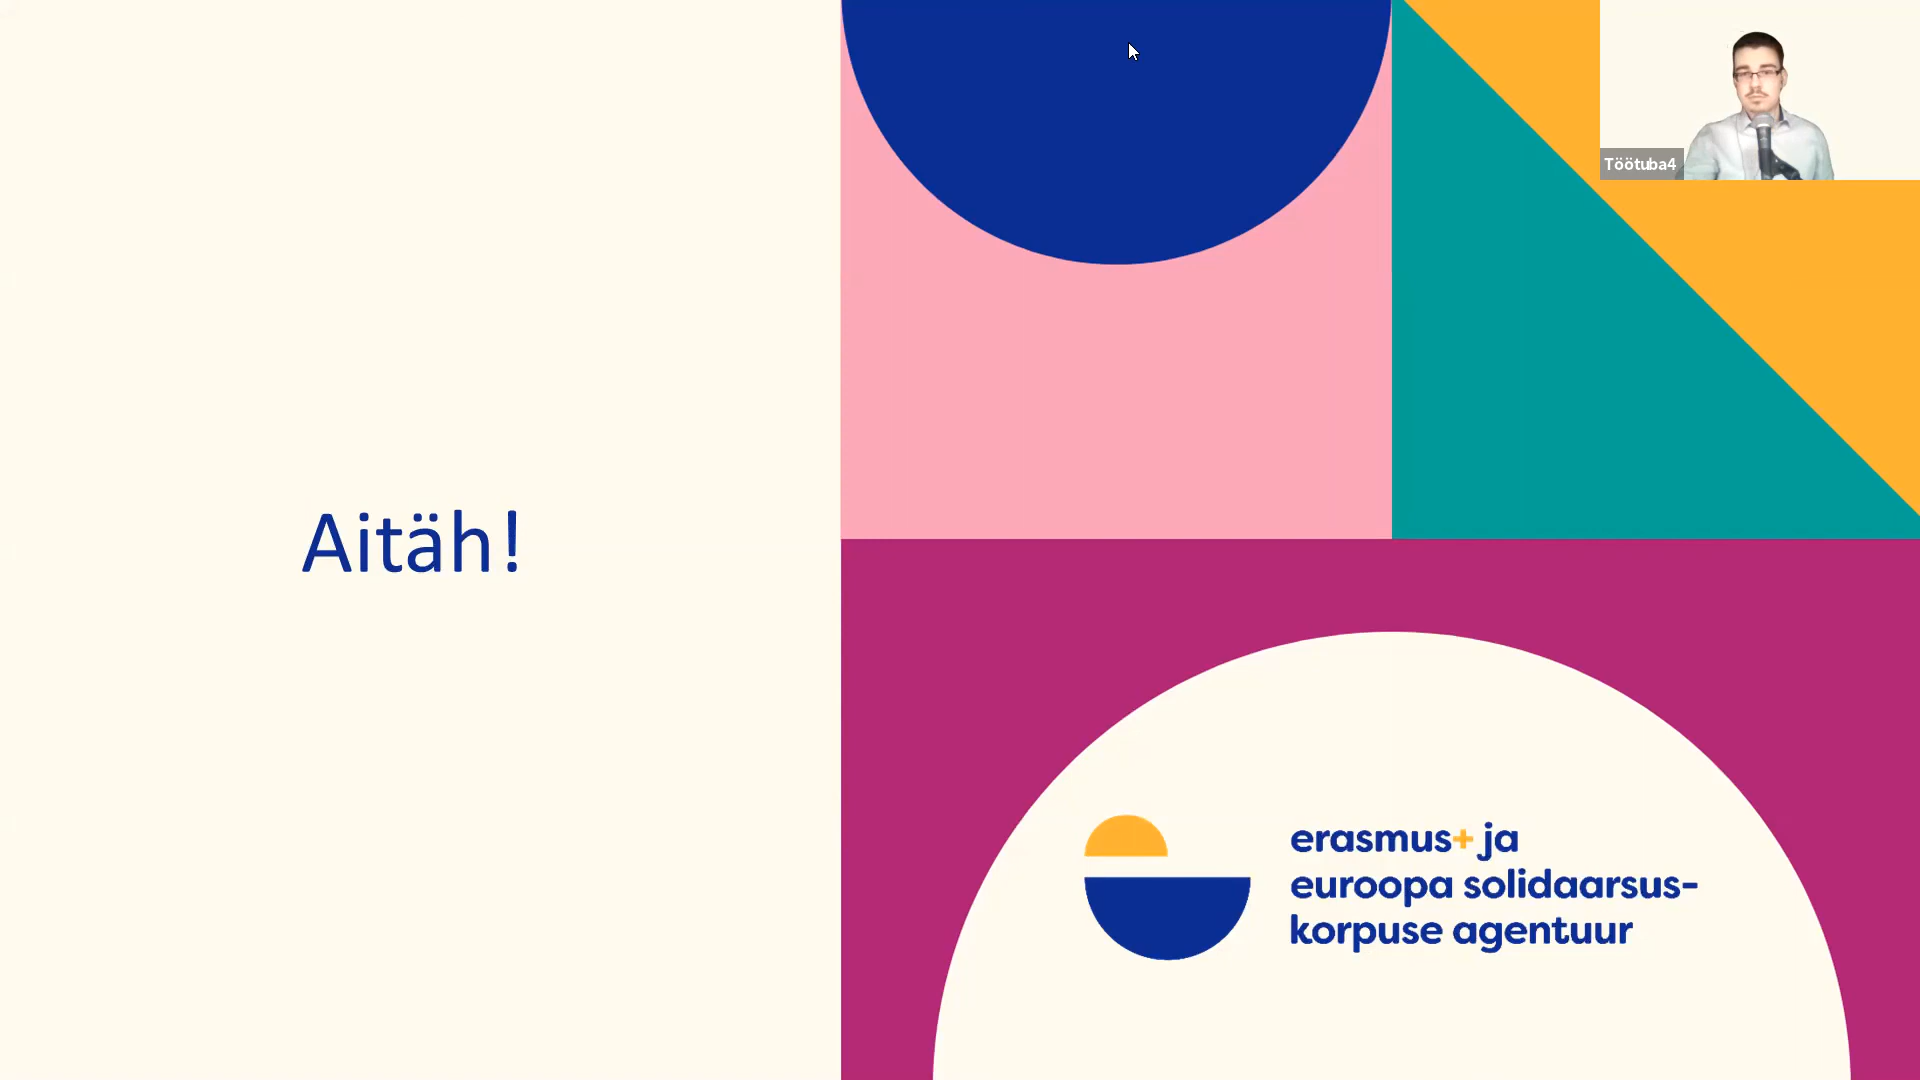 Töötuba4
Aitäh!
erasmus+ ja
euroopa solidaarsus-
korpuse agentuur